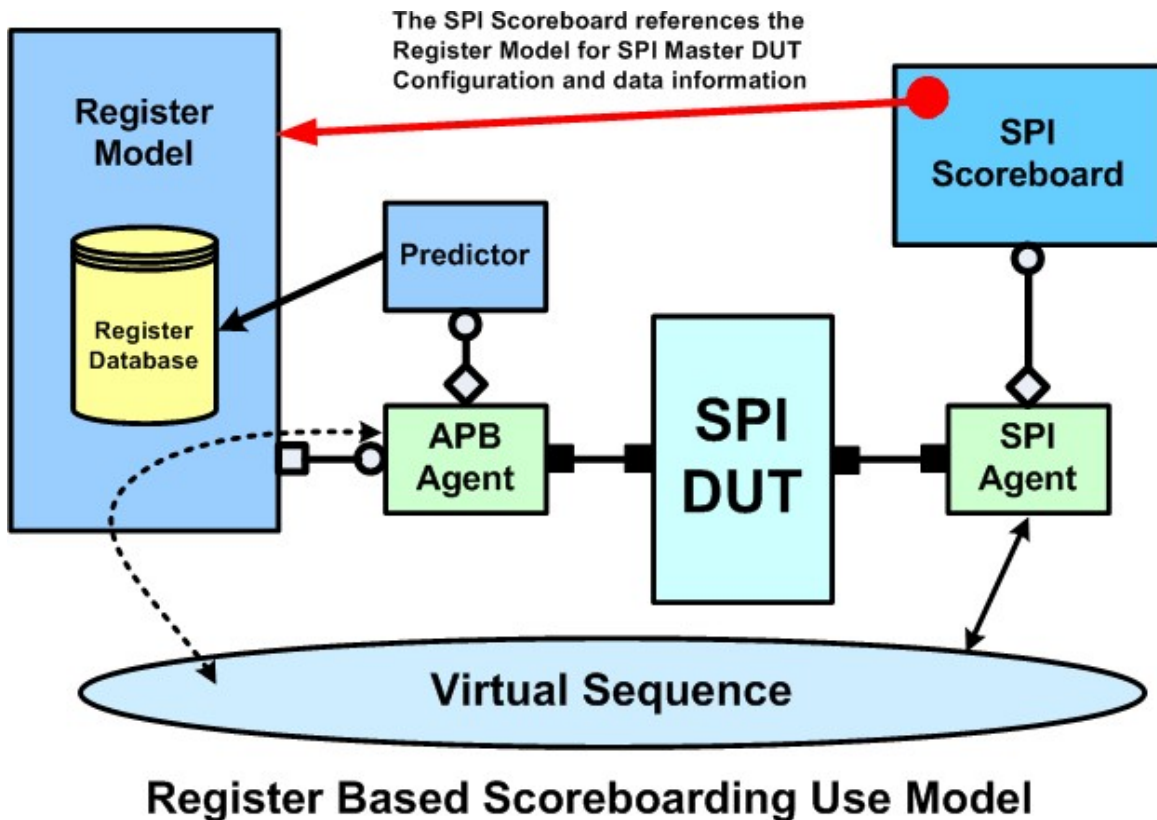 The SPI Scoreboard references the
Register Model for SPI Master DUT
Configuration and data information
Register
Model
SPI
Scoreboard
Predictor
Register
Database
APB
Agent
SPI
DUT
SPI
Agent
Virtual Sequence
Register Based Scoreboarding Use Model